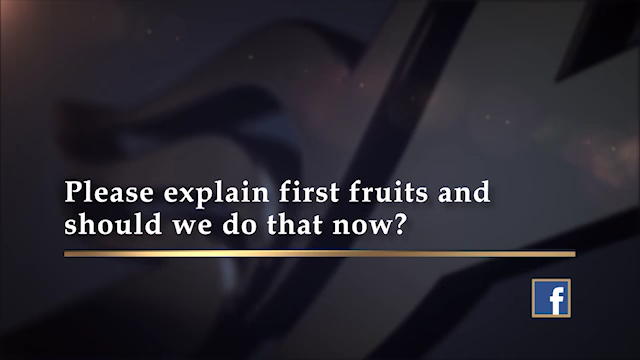 Please explain first fruits and
should we do that now?
f